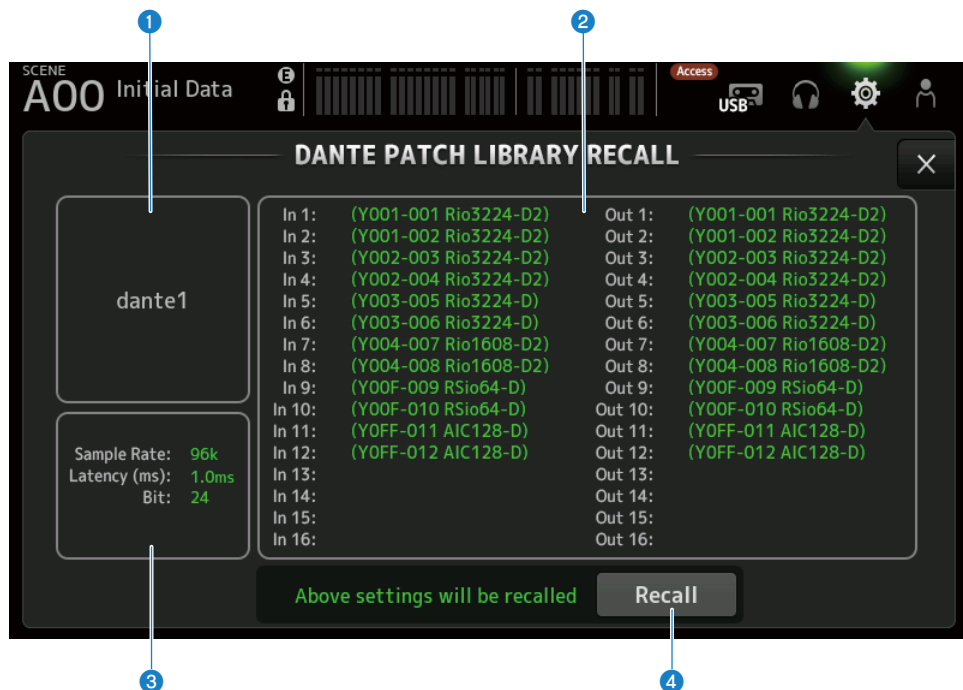 1 2
SCENE
A00 Initial Data E Access USB
DANTE PATCH LIBRARY RECALL
dante1
In 1: (Y001-001 Rio3224-D2) Out 1: (Y001-001 Rio3224-D2)
In 2: (Y001-002 Rio3224-D2) Out 2: (Y001-002 Rio3224-D2)
In 3: (Y002-003 Rio3224-D2) Out 3: (Y002-003 Rio3224-D2)
In 4: (Y002-004 Rio3224-D2) Out 4: (Y002-004 Rio3224-D2)
In 5: (Y003-005 Rio3224-D) Out 5: (Y003-005 Rio3224-D)
In 6: (Y003-006 Rio3224-D) Out 6: (Y003-006 Rio3224-D)
In 7: (Y004-007 Rio1608-D2) Out 7: (Y004-007 Rio1608-D2)
In 8: (Y004-008 Rio1608-D2) Out 8: (Y004-008 Rio1608-D2)
In 9: (Y00F-009 RSio64-D) Out 9: (Y00F-009 RSio64-D)
In 10: (Y00F-010 RSio64-D) Out 10: (Y00F-010 RSio64-D)
In 11: (Y0FF-011 AIC128-D) Out 11: (Y0FF-011 AIC128-D)
In 12: (Y0FF-012 AIC128-D) Out 12: (Y0FF-012 AIC128-D)
In 13: Out 13:
In 14: Out 14:
In 15: Out 15:
In 16: Out 16:
Sample Rate: 96k
Latency (ms): 1.0ms
Bit: 24
Above settings will be recalled Recall
3 4